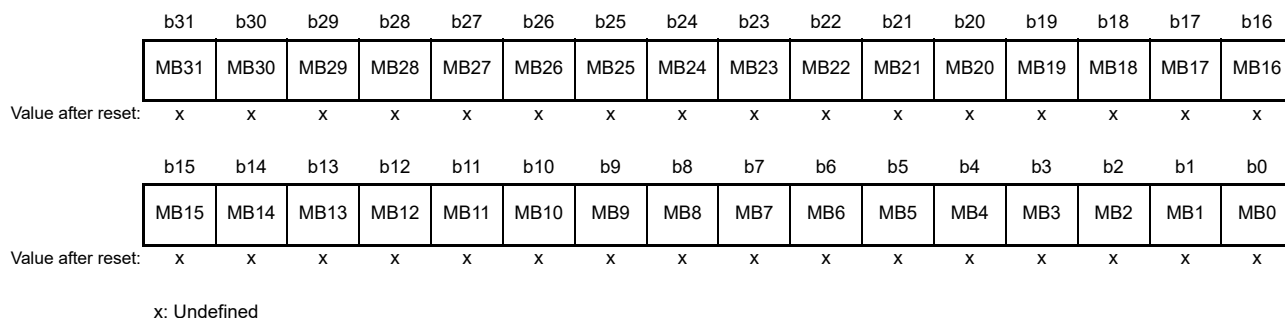 b31 b30 b29 b28 b27 b26 b25 b24 b23 b22 b21 b20 b19 b18 b17 b16
MB31 MB30 MB29 MB28 MB27 MB26 MB25 MB24 MB23 MB22 MB21 MB20 MB19 MB18 MB17 MB16
Value after reset: x x x x x x x x x x x x x x x x
b15 b14 b13 b12 b11 b10 b9 b8 b7 b6 b5 b4 b3 b2 b1 b0
MB15 MB14 MB13 MB12 MB11 MB10 MB9 MB8 MB7 MB6 MB5 MB4 MB3 MB2 MB1 MB0
Value after reset: x x x x x x x x x x x x x x x x
x: Undefined